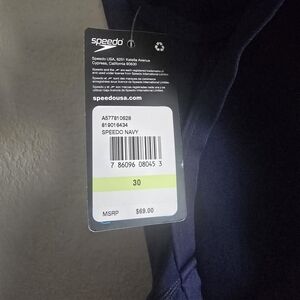 speedo
Speedo USA, 6251 Katella Avenue
Cypress, California 90630
speedousa.com
A577810628
819016434
SPEEDO NAVY
7 86096 08045 3
30
MSRP $69.00